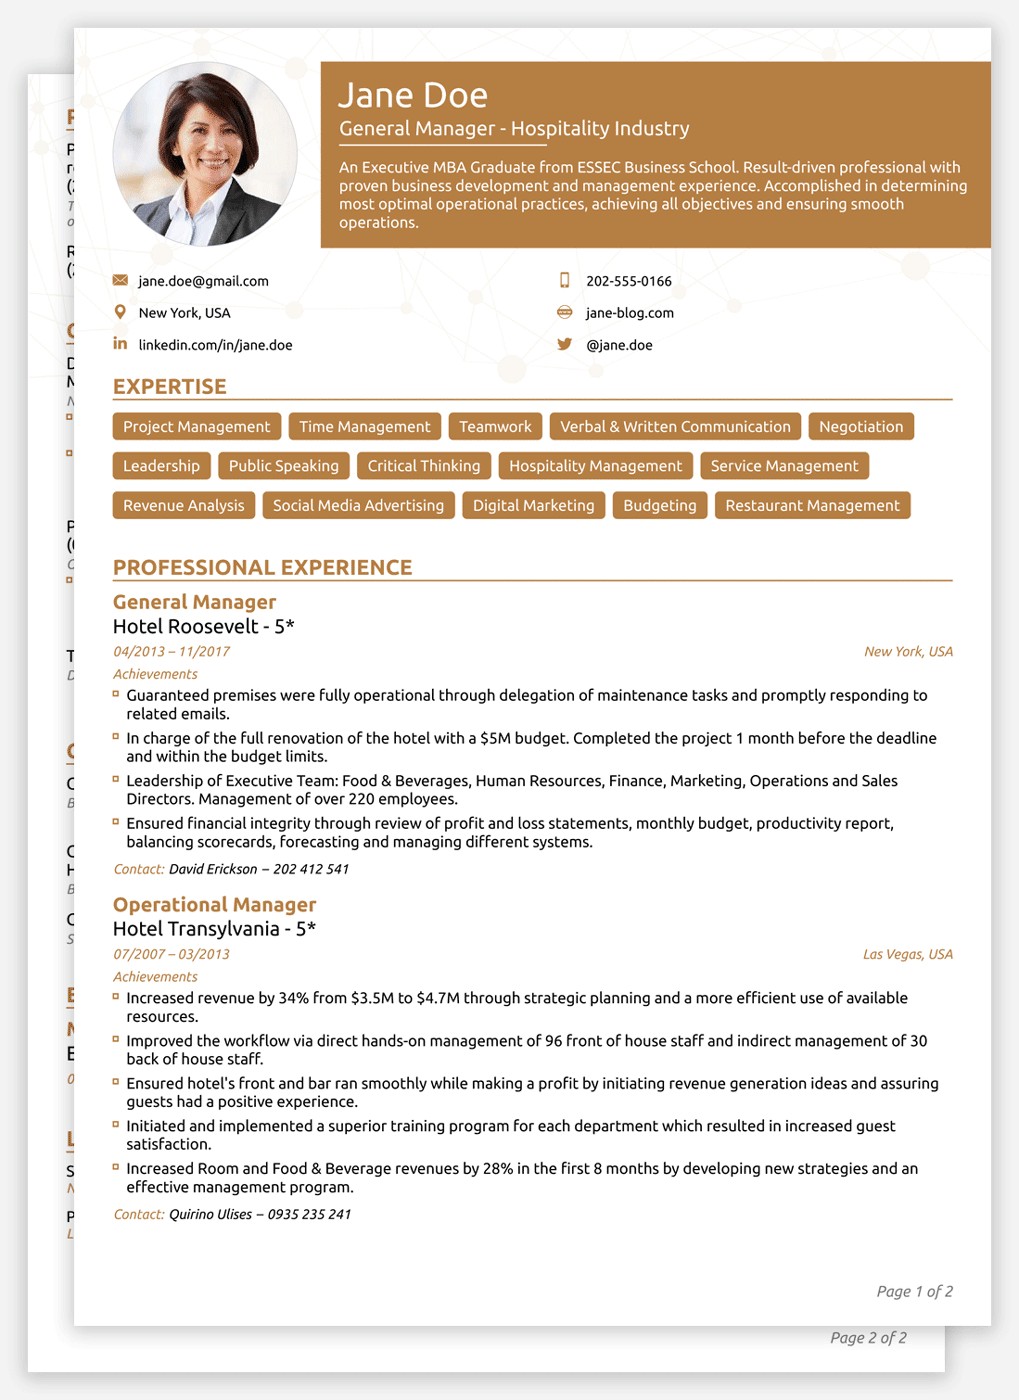 Jane Doe
General Manager - Hospitality Industry
An Executive MBA Graduate from ESSEC Business School. Result-driven professional with
proven business development and management experience. Accomplished in determining
most optimal operational practices, achieving all objectives and ensuring smooth
operations.
jane.doe@gmail.com
202-555-0166
New York, USA
jane-blog.com
linkedin.com/in/jane.doe
@jane.doe
EXPERTISE
Project Management Time Management Teamwork Verbal & Written Communication Negotiation
Leadership Public Speaking Critical Thinking Hospitality Management Service Management
Revenue Analysis Social Media Advertising Digital Marketing Budgeting Restaurant Management
PROFESSIONAL EXPERIENCE
General Manager
Hotel Roosevelt - 5*
04/2013 – 11/2017 New York, USA
Achievements
Guaranteed premises were fully operational through delegation of maintenance tasks and promptly responding to
related emails.
In charge of the full renovation of the hotel with a $5M budget. Completed the project 1 month before the deadline
and within the budget limits.
Leadership of Executive Team: Food & Beverages, Human Resources, Finance, Marketing, Operations and Sales
Directors. Management of over 220 employees.
Ensured financial integrity through review of profit and loss statements, monthly budget, productivity report,
balancing scorecards, forecasting and managing different systems.
Contact: David Erickson – 202 412 541
Operational Manager
Hotel Transylvania - 5*
07/2007 – 03/2013 Las Vegas, USA
Achievements
Increased revenue by 34% from $3.5M to $4.7M through strategic planning and a more efficient use of available
resources.
Improved the workflow via direct hands-on management of 96 front of house staff and indirect management of 30
back of house staff.
Ensured hotel's front and bar ran smoothly while making a profit by initiating revenue generation ideas and assuring
guests had a positive experience.
Initiated and implemented a superior training program for each department which resulted in increased guest
satisfaction.
Increased Room and Food & Beverage revenues by 28% in the first 8 months by developing new strategies and an
effective management program.
Contact: Quirino Ulises – 0935 235 241
Page 1 of 2
Page 2 of 2